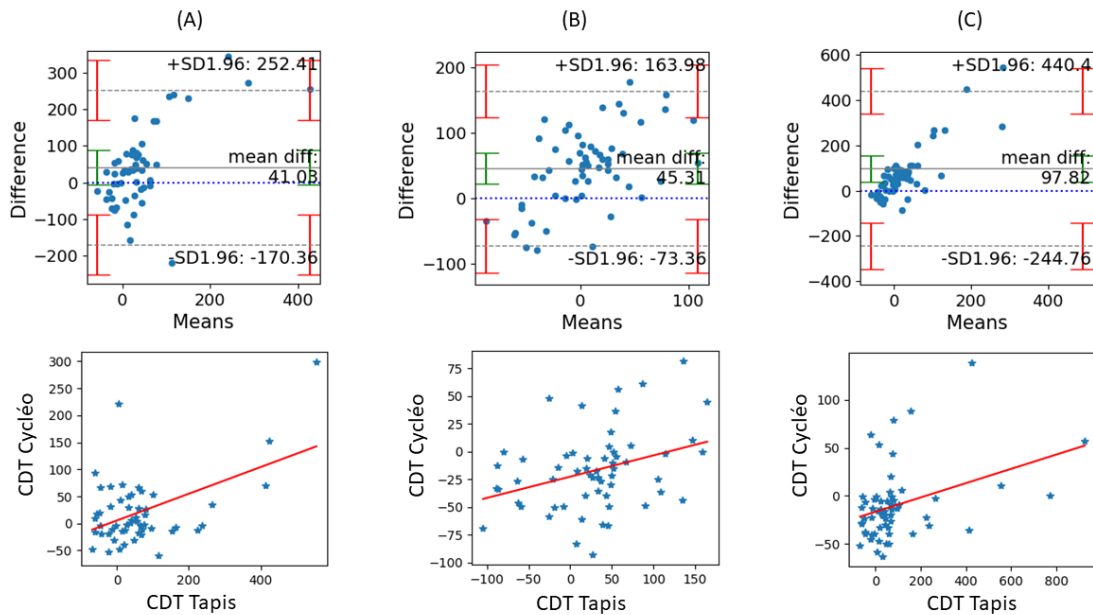 (A)
(B)
(C)
300
200
100
0
−100
−200
Difference
+SD1.96: 252.41
mean diff:
41.03
-SD1.96: -170.36
0
200
400
Means
200
100
0
−100
Difference
+SD1.96: 163.98
mean diff:
45.31
-SD1.96: -73.36
0
100
Means
600
400
200
0
−200
−400
Difference
+SD1.96: 440.4
mean diff:
97.82
-SD1.96: -244.76
0
200
400
Means
300
250
200
150
100
50
0
−50
CDT Cycléo
0
200
400
CDT Tapis
75
50
25
0
−25
−50
−75
−100
CDT Cycléo
−100
−50
0
50
100
150
CDT Tapis
100
50
0
−50
CDT Cycléo
0
200
400
600
800
CDT Tapis